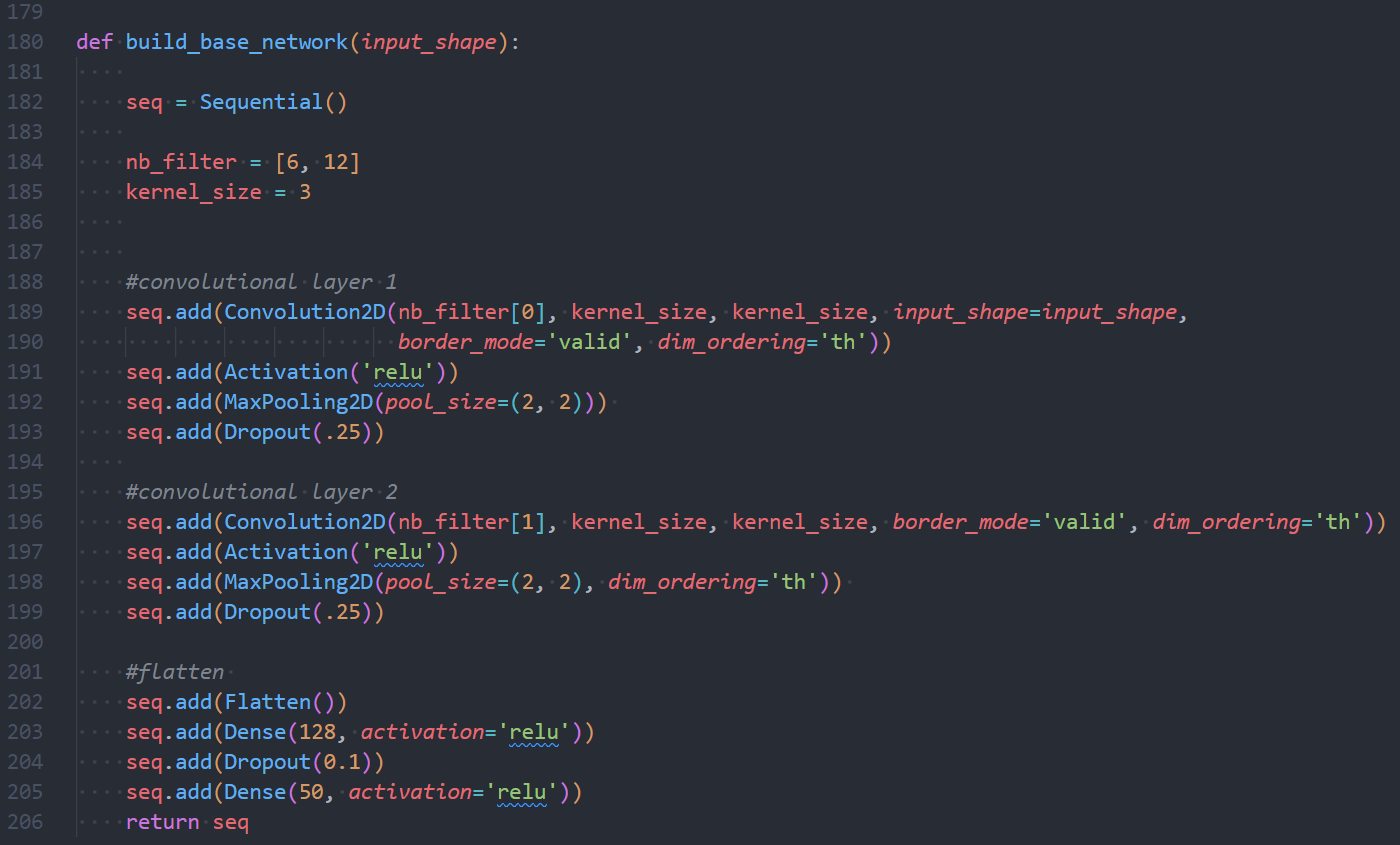 179
180 def build_base_network(input_shape):
181
182     seq = Sequential()
183
184     nb_filter = [6, 12]
185     kernel_size = 3
186
187
188     #convolutional layer 1
189     seq.add(Convolution2D(nb_filter[0], kernel_size, kernel_size, input_shape=input_shape,
190                           border_mode='valid', dim_ordering='th'))
191     seq.add(Activation('relu'))
192     seq.add(MaxPooling2D(pool_size=(2, 2)))
193     seq.add(Dropout(.25))
194
195     #convolutional layer 2
196     seq.add(Convolution2D(nb_filter[1], kernel_size, kernel_size, border_mode='valid', dim_ordering='th'))
197     seq.add(Activation('relu'))
198     seq.add(MaxPooling2D(pool_size=(2, 2), dim_ordering='th'))
199     seq.add(Dropout(.25))
200
201     #flatten
202     seq.add(Flatten())
203     seq.add(Dense(128, activation='relu'))
204     seq.add(Dropout(0.1))
205     seq.add(Dense(50, activation='relu'))
206     return seq